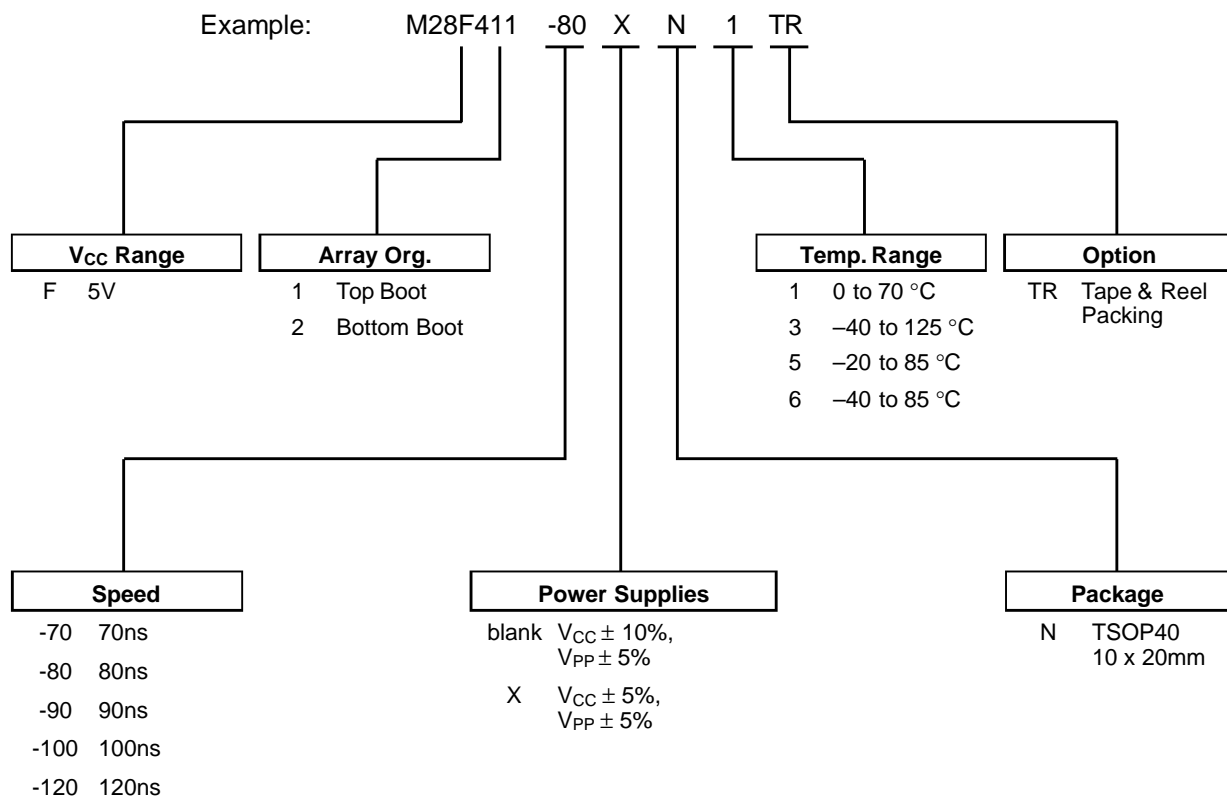 Example: M28F411 -80 X N 1 TR
VCC Range
F 5V
Array Org.
1 Top Boot
2 Bottom Boot
Temp. Range
1 0 to 70 °C
3 –40 to 125 °C
5 –20 to 85 °C
6 –40 to 85 °C
Option
TR Tape & Reel
Packing
Speed
-70 70ns
-80 80ns
-90 90ns
-100 100ns
-120 120ns
Power Supplies
blank VCC ± 10%,
VPP ± 5%
X VCC ± 5%,
VPP ± 5%
Package
N TSOP40
10 x 20mm